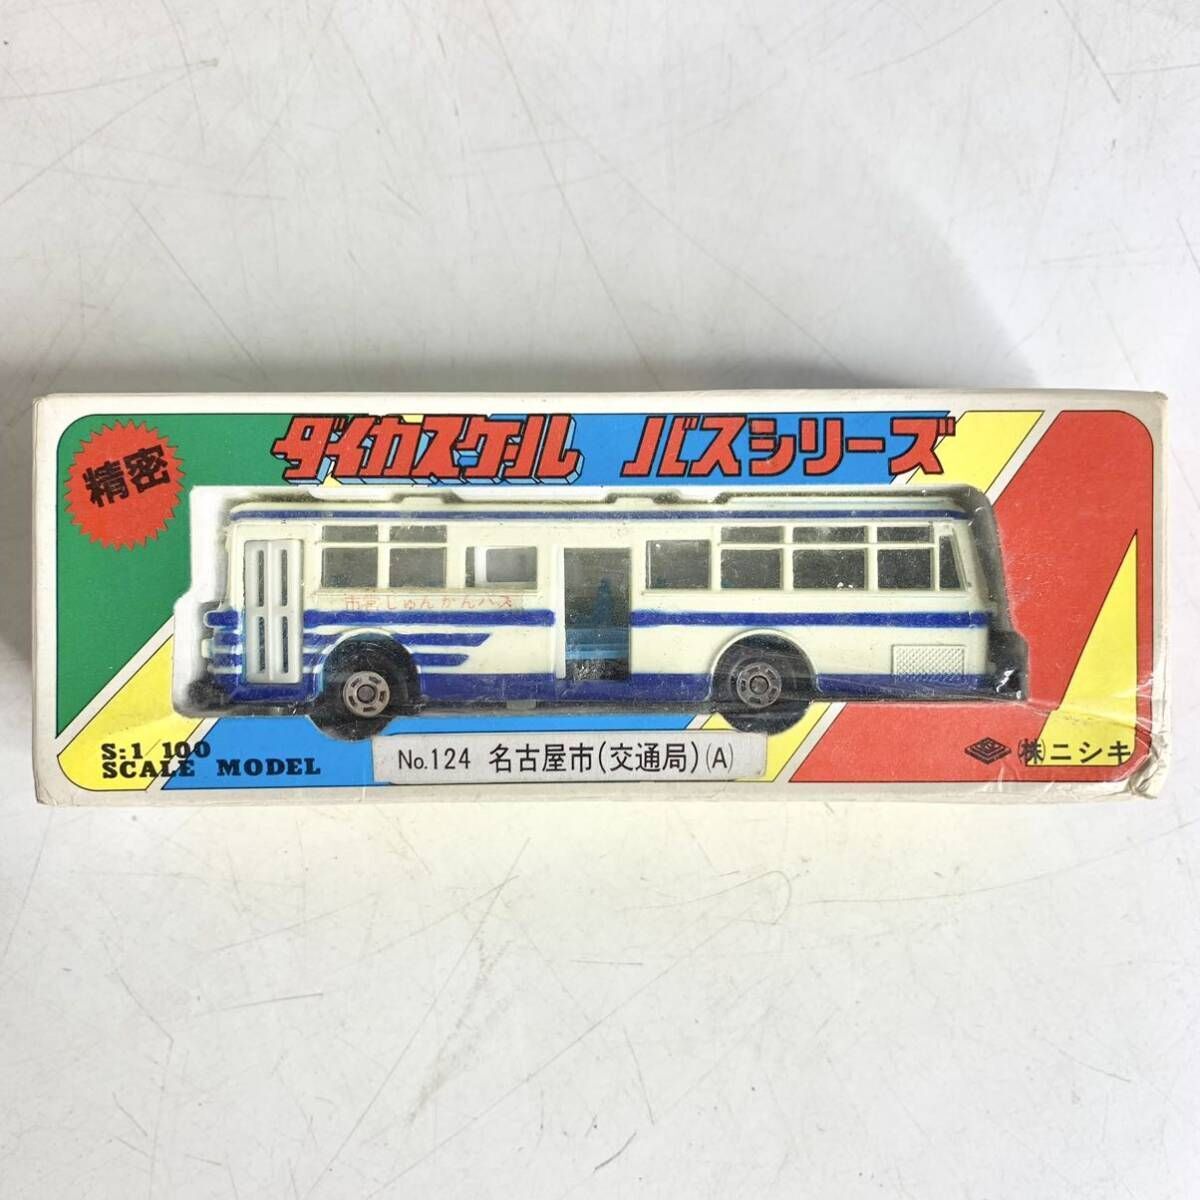 精密
ダイカスケール バスシリーズ
市営じゅんかんバス
S:1/100
SCALE MODEL
No.124 名古屋市(交通局)(A)
㈱ニシキ